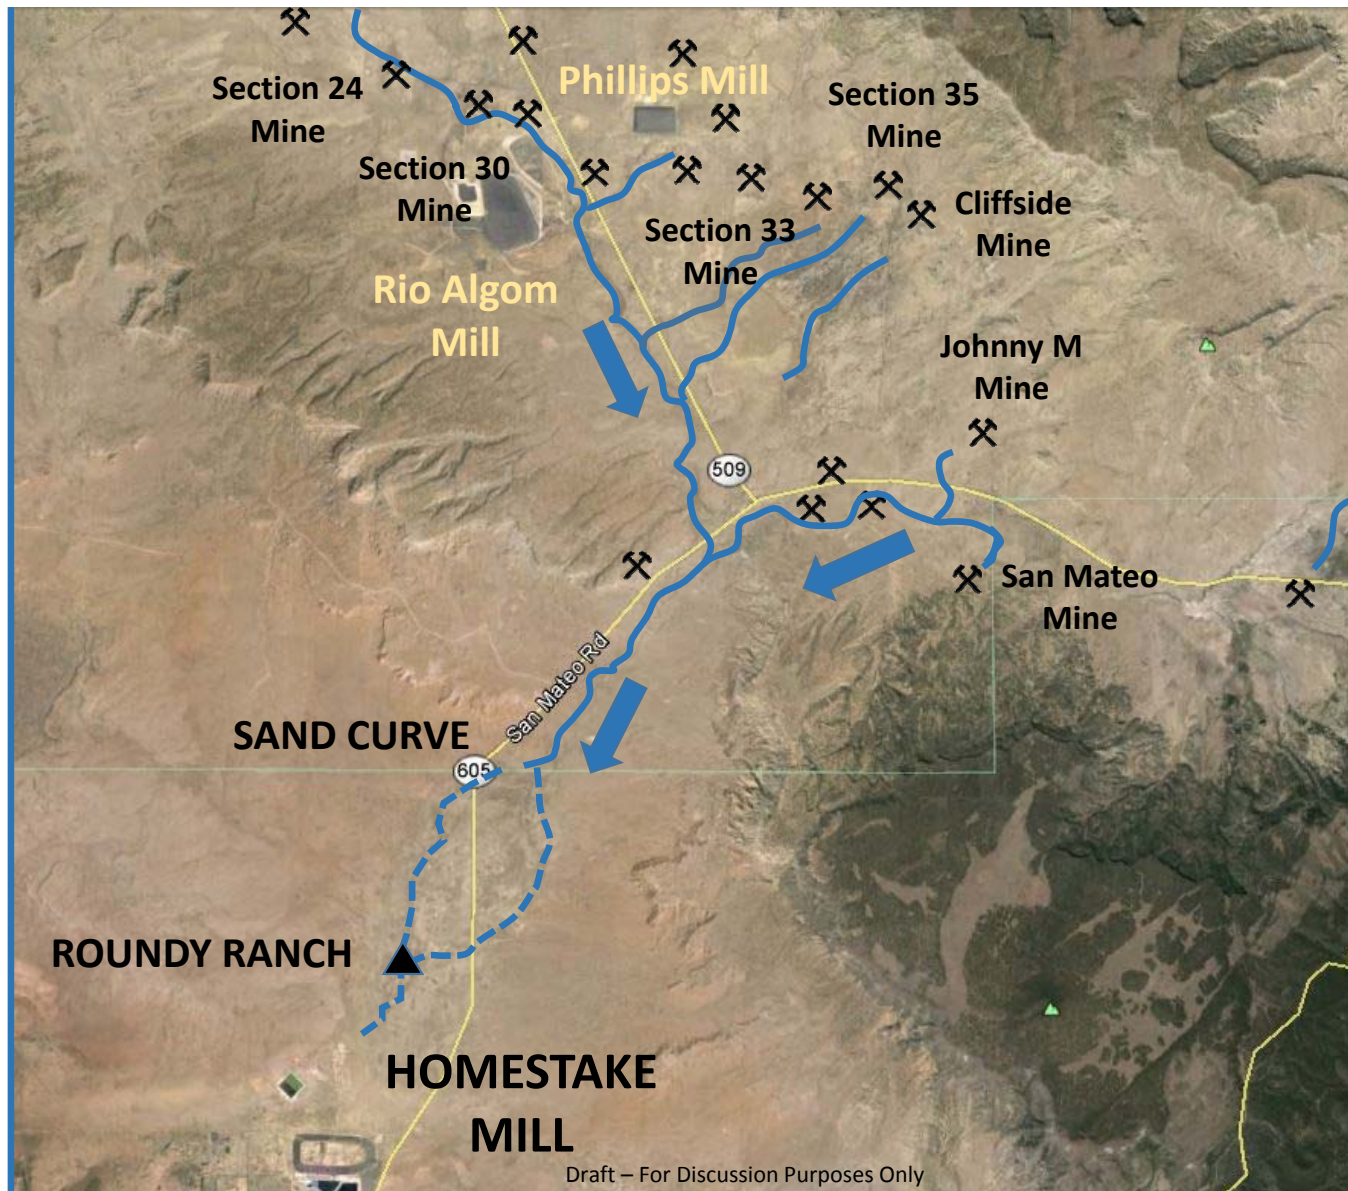 Phillips Mill
Section 24
Mine
Section 35
Mine
Section 30
Mine
Cliffside
Mine
Section 33
Mine
Rio Algom
Mill
Johnny M
Mine
509
San Mateo
Mine
San Mateo Rd
SAND CURVE
605
ROUNDY RANCH
HOMESTAKE
MILL
Draft – For Discussion Purposes Only